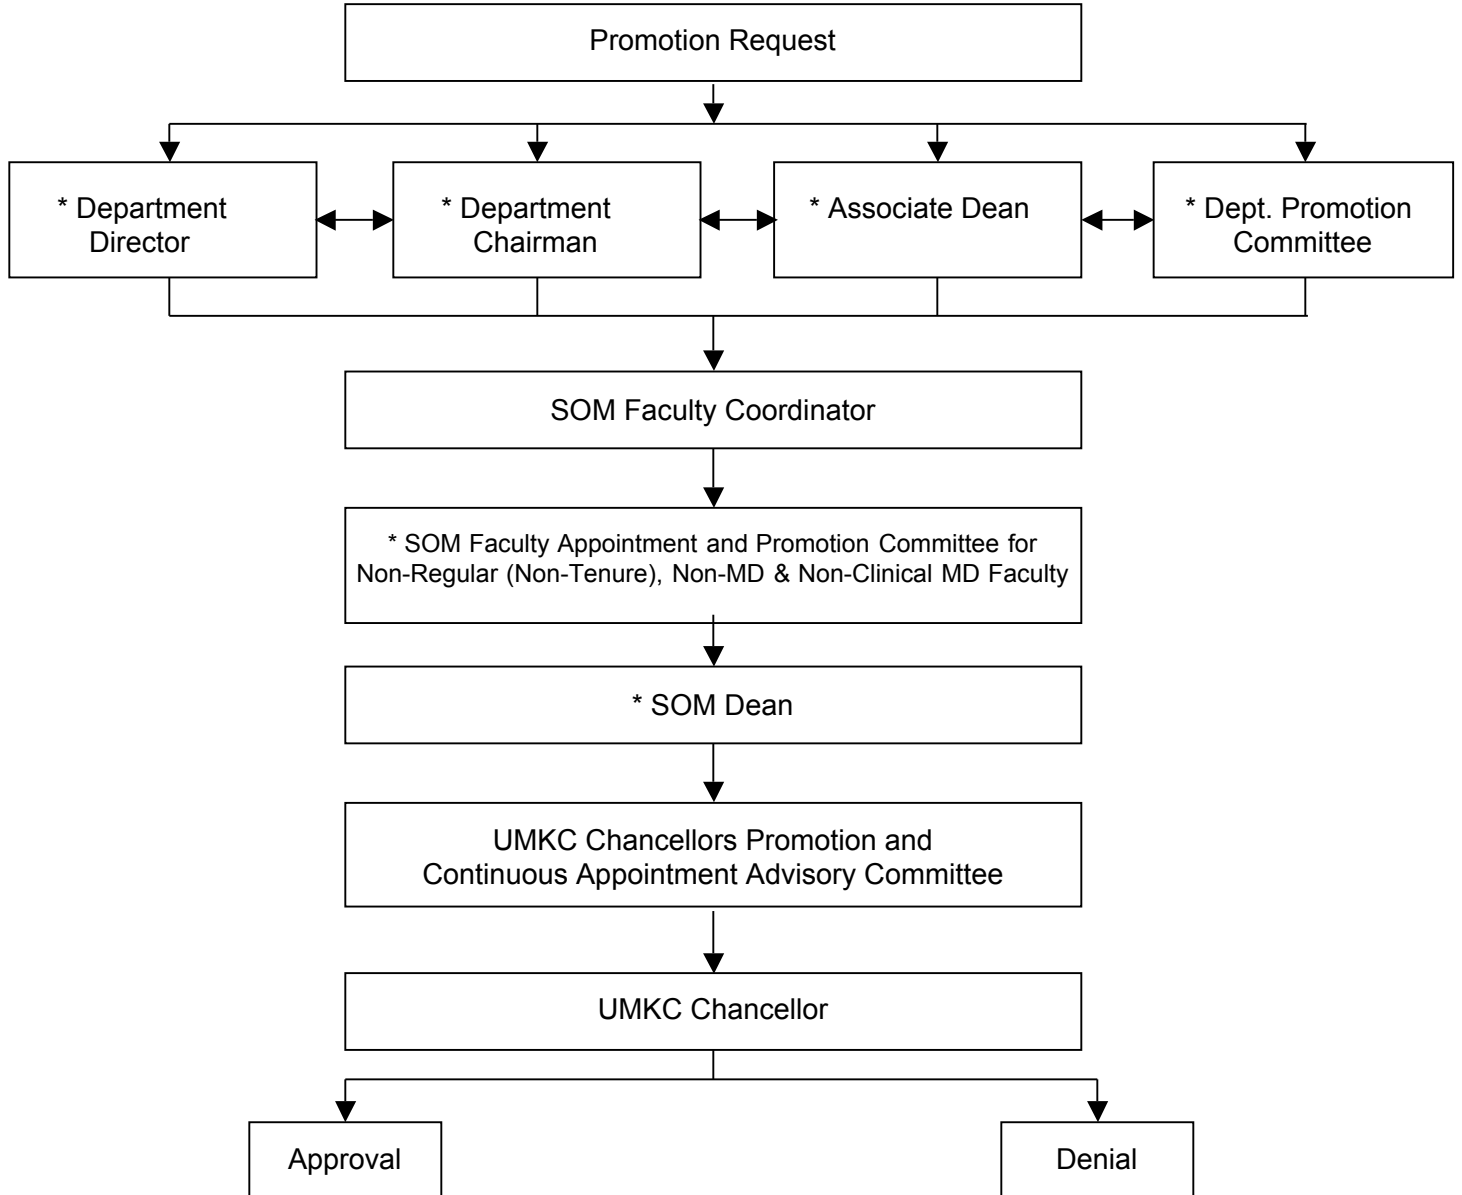 Promotion Request
* Department
Director
* Department
Chairman
* Associate Dean
* Dept. Promotion
Committee
SOM Faculty Coordinator
* SOM Faculty Appointment and Promotion Committee for
Non-Regular (Non-Tenure), Non-MD & Non-Clinical MD Faculty
* SOM Dean
UMKC Chancellors Promotion and
Continuous Appointment Advisory Committee
UMKC Chancellor
Approval
Denial